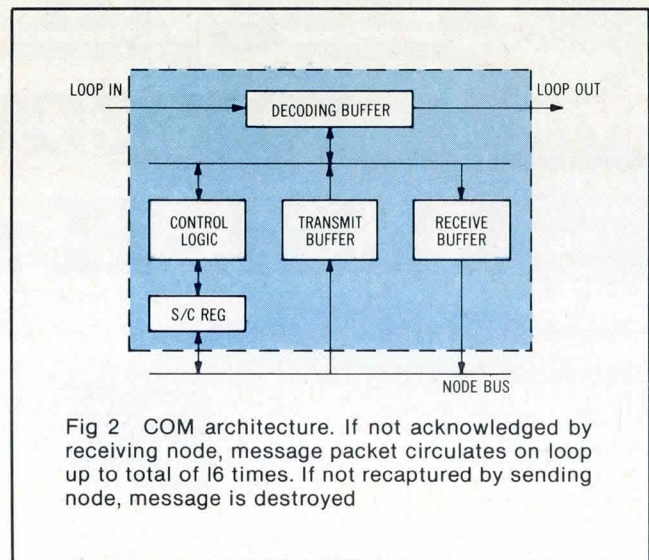 LOOP IN
LOOP OUT
DECODING BUFFER
CONTROL
LOGIC
TRANSMIT
BUFFER
RECEIVE
BUFFER
S/C REG
NODE BUS
Fig 2 COM architecture. If not acknowledged by
receiving node, message packet circulates on loop
up to total of l6 times. If not recaptured by sending
node, message is destroyed